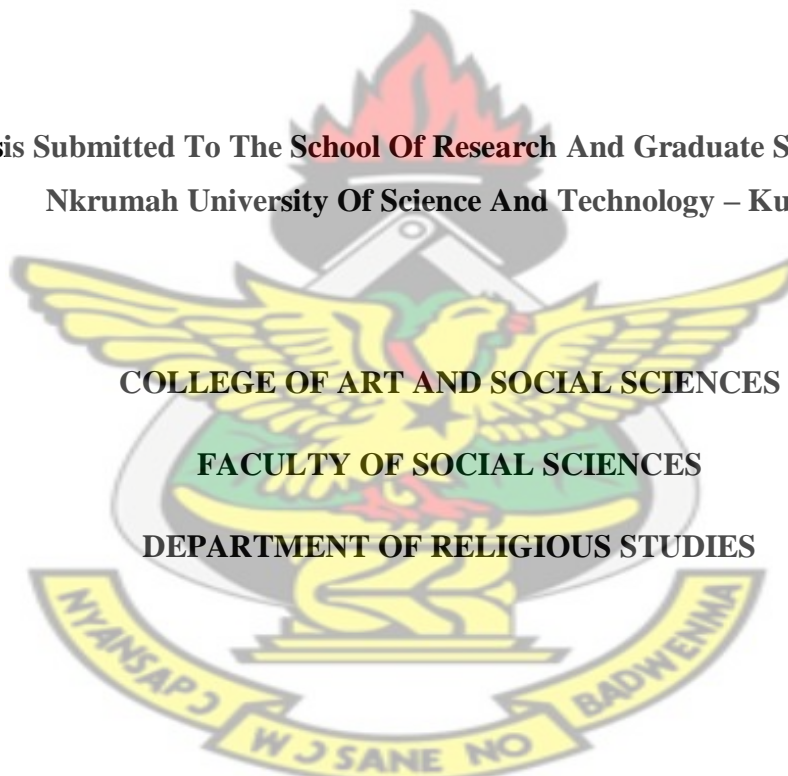 sis Submitted To The School Of Research And Graduate S
Nkrumah University Of Science And Technology – Ku
COLLEGE OF ART AND SOCIAL SCIENCES
FACULTY OF SOCIAL SCIENCES
DEPARTMENT OF RELIGIOUS STUDIES
NYANSAPƆ WƆSANE NO BADWENMA